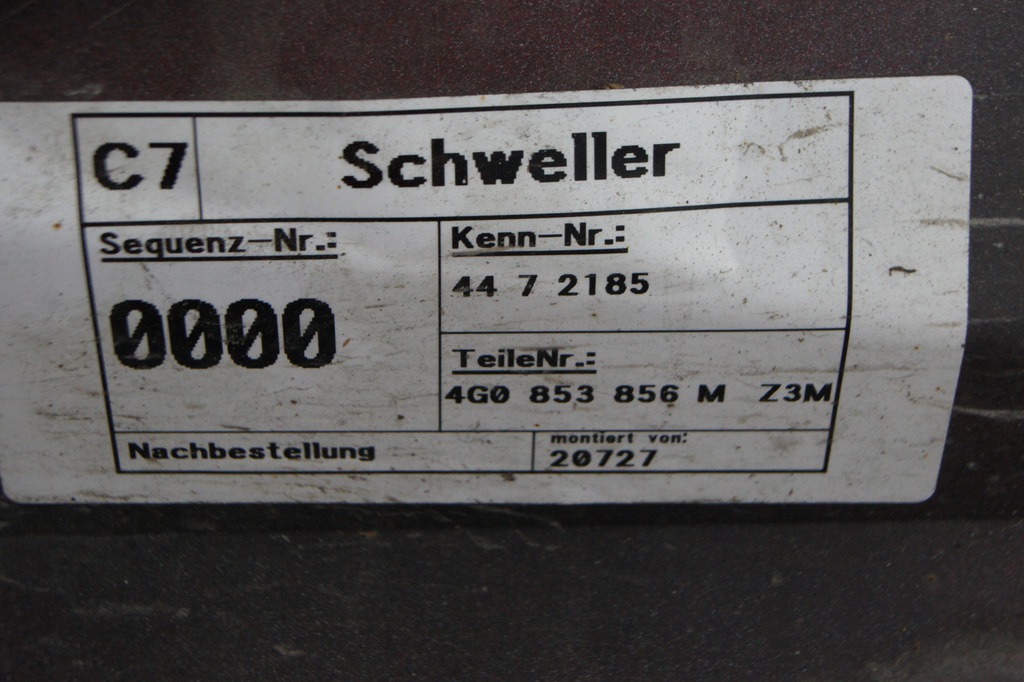 C7 Schweller
Sequenz-Nr.:
0000
Kenn-Nr.:
44 7 2185
TeileNr.:
4G0 853 856 M Z3M
Nachbestellung
montiert von:
20727